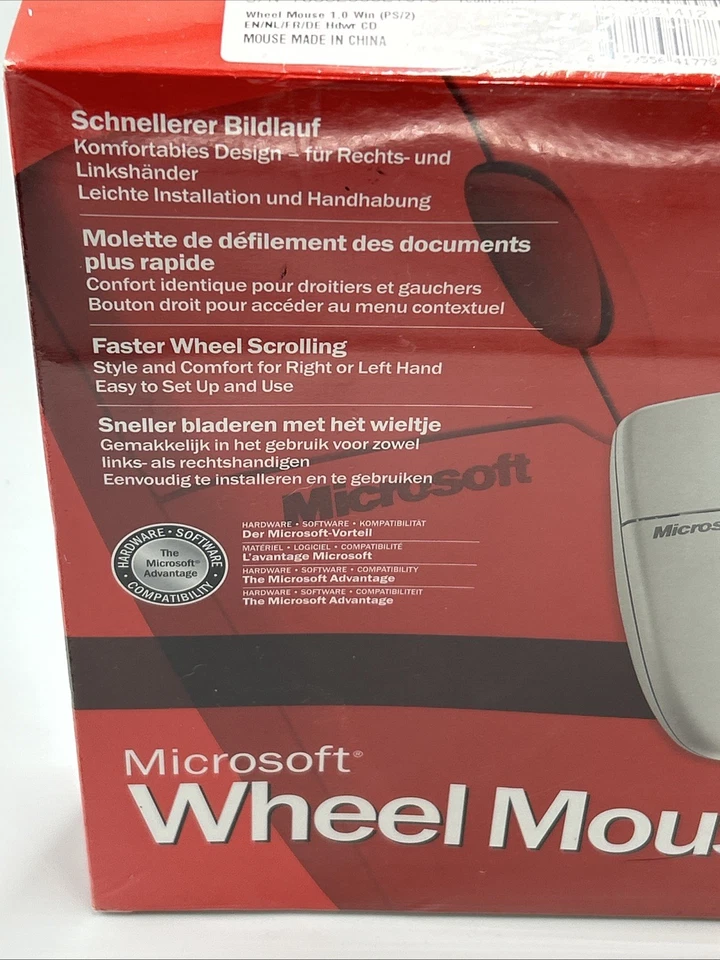 Wheel Mouse 1.0 Win (PS/2)
EN/NL/FR/DE Hdwr CD
MOUSE MADE IN CHINA
Schnellerer Bildlauf
Komfortables Design – für Rechts- und
Linkshänder
Leichte Installation und Handhabung
Molette de défilement des documents
plus rapide
Confort identique pour droitiers et gauchers
Bouton droit pour accéder au menu contextuel
Faster Wheel Scrolling
Style and Comfort for Right or Left Hand
Easy to Set Up and Use
Sneller bladeren met het wieltje
Gemakkelijk in het gebruik voor zowel
links- als rechtshandigen
Eenvoudig te installeren en te gebruiken
Microsoft
Micros
HARDWARE • SOFTWARE • COMPATIBILITY
The
Microsoft®
Advantage
HARDWARE • SOFTWARE • KOMPATIBILITÄT
Der Microsoft-Vorteil
MATÉRIEL • LOGICIEL • COMPATIBILITÉ
L'avantage Microsoft
HARDWARE • SOFTWARE • COMPATIBILITY
The Microsoft Advantage
HARDWARE • SOFTWARE • COMPATIBILITEIT
The Microsoft Advantage
Microsoft®
Wheel Mou